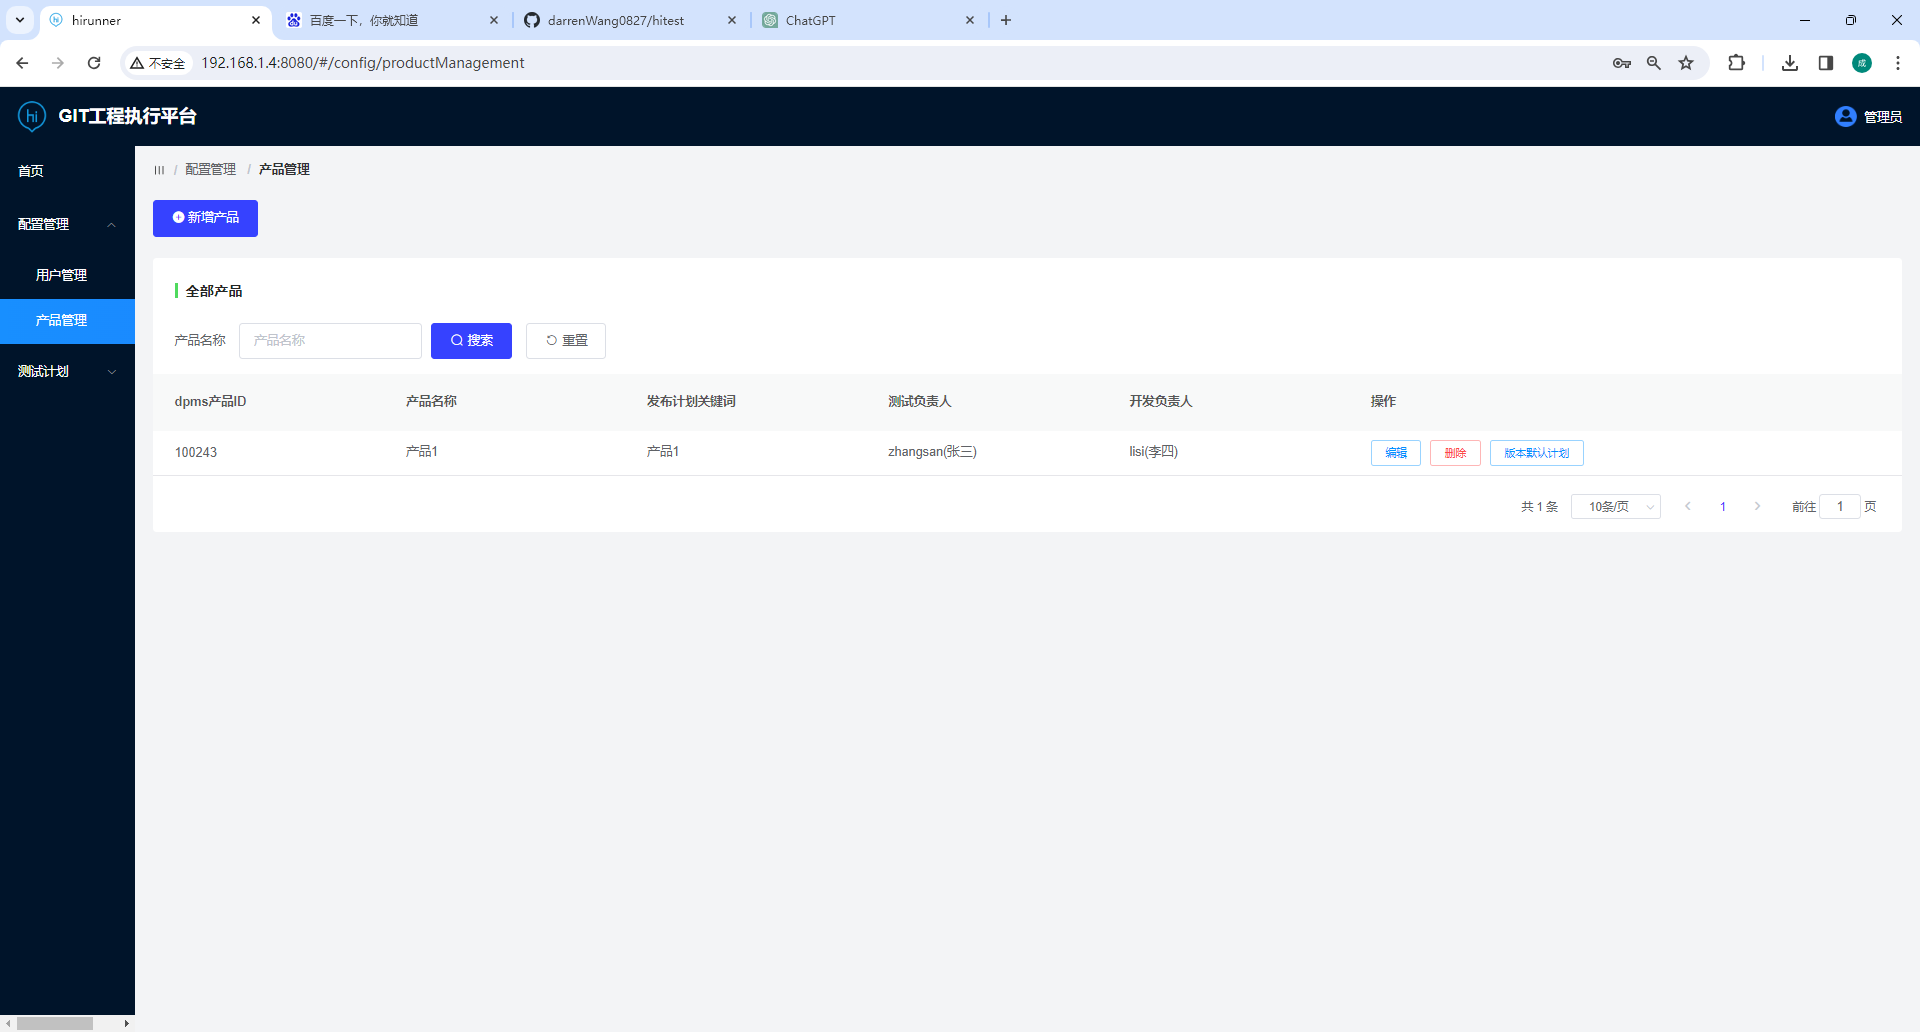 hirunner
百度一下，你就知道
darrenWang0827/hitest
ChatGPT
不安全
192.168.1.4:8080/#/config/productManagement
成
hi
GIT工程执行平台
管理员
首页
配置管理
用户管理
产品管理
测试计划
/ 配置管理 / 产品管理
新增产品
全部产品
产品名称
产品名称
搜索
重置
dpms产品ID 产品名称 发布计划关键词 测试负责人 开发负责人 操作
100243 产品1 产品1 zhangsan(张三) lisi(李四) 编辑 删除 版本默认计划
共 1 条 10条/页 1 前往 1 页